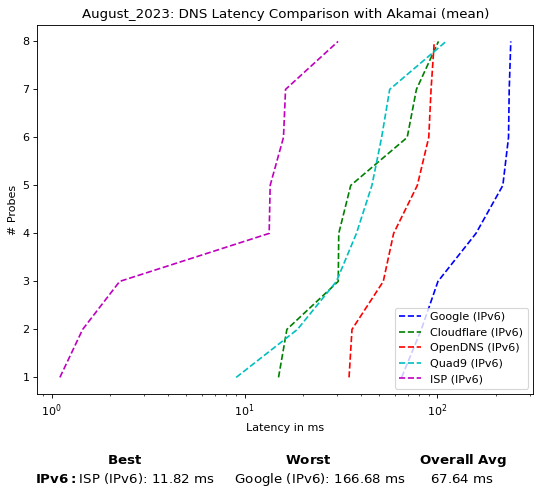 August_2023: DNS Latency Comparison with Akamai (mean)
# Probes
8
7
6
5
4
3
2
1
Google (IPv6)
Cloudflare (IPv6)
OpenDNS (IPv6)
Quad9 (IPv6)
ISP (IPv6)
10⁰ 10¹ 10²
Latency in ms
Best Worst Overall Avg
IPv6: ISP (IPv6): 11.82 ms Google (IPv6): 166.68 ms 67.64 ms